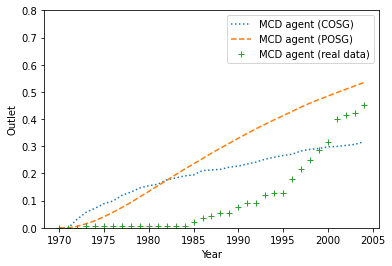 MCD agent (COSG)
MCD agent (POSG)
MCD agent (real data)
0.8
0.7
0.6
0.5
0.4
0.3
0.2
0.1
0.0
Outlet
1970 1975 1980 1985 1990 1995 2000 2005
Year